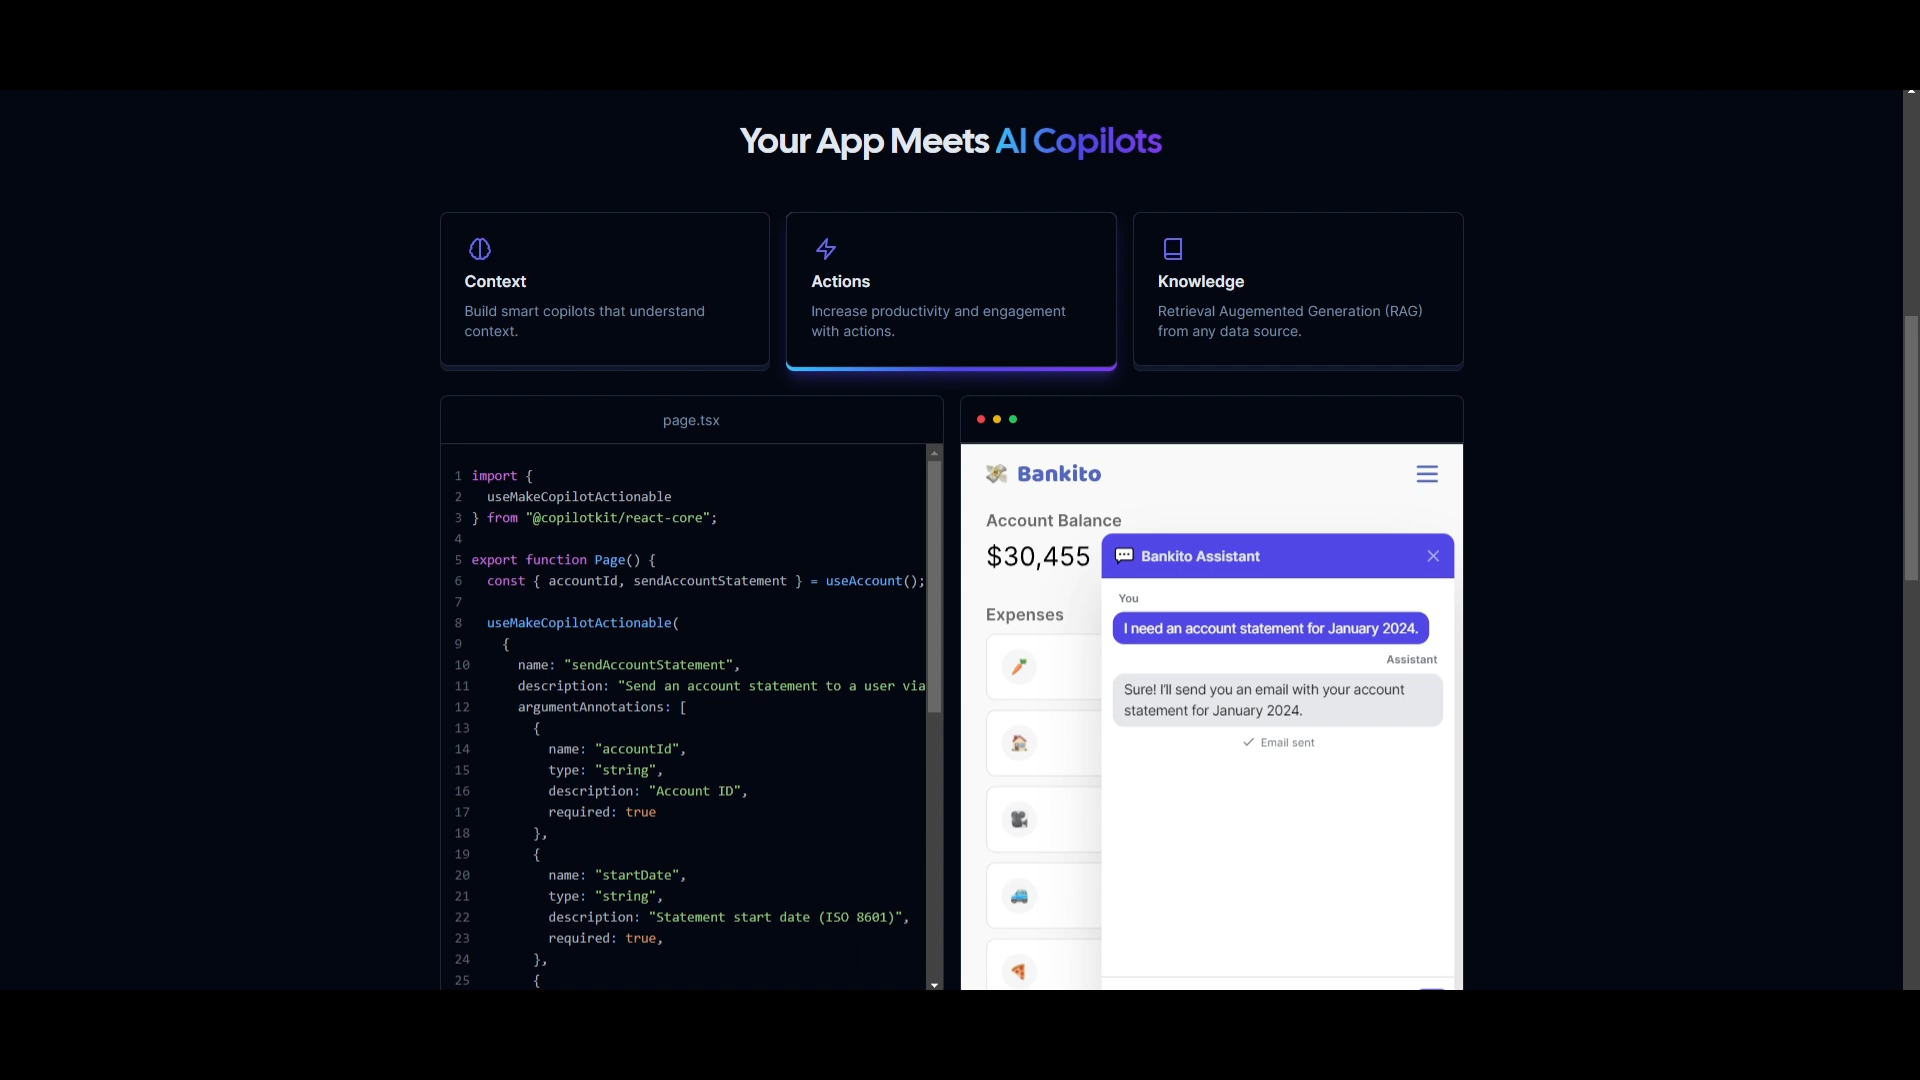 Your App Meets AI Copilots
Context
Build smart copilots that understand
context.
Actions
Increase productivity and engagement
with actions.
Knowledge
Retrieval Augemented Generation (RAG)
from any data source.
page.tsx
1 import {
2 useMakeCopilotActionable
3 } from "@copilotkit/react-core";
4
5 export function Page() {
6 const { accountId, sendAccountStatement } = useAccount();
7
8 useMakeCopilotActionable(
9 {
10 name: "sendAccountStatement",
11 description: "Send an account statement to a user via
12 argumentAnnotations: [
13 {
14 name: "accountId",
15 type: "string",
16 description: "Account ID",
17 required: true
18 },
19 {
20 name: "startDate",
21 type: "string",
22 description: "Statement start date (ISO 8601)",
23 required: true,
24 },
25 {
Bankito
Account Balance
$30,455
Expenses
Bankito Assistant
You
I need an account statement for January 2024.
Assistant
Sure! I'll send you an email with your account
statement for January 2024.
Email sent